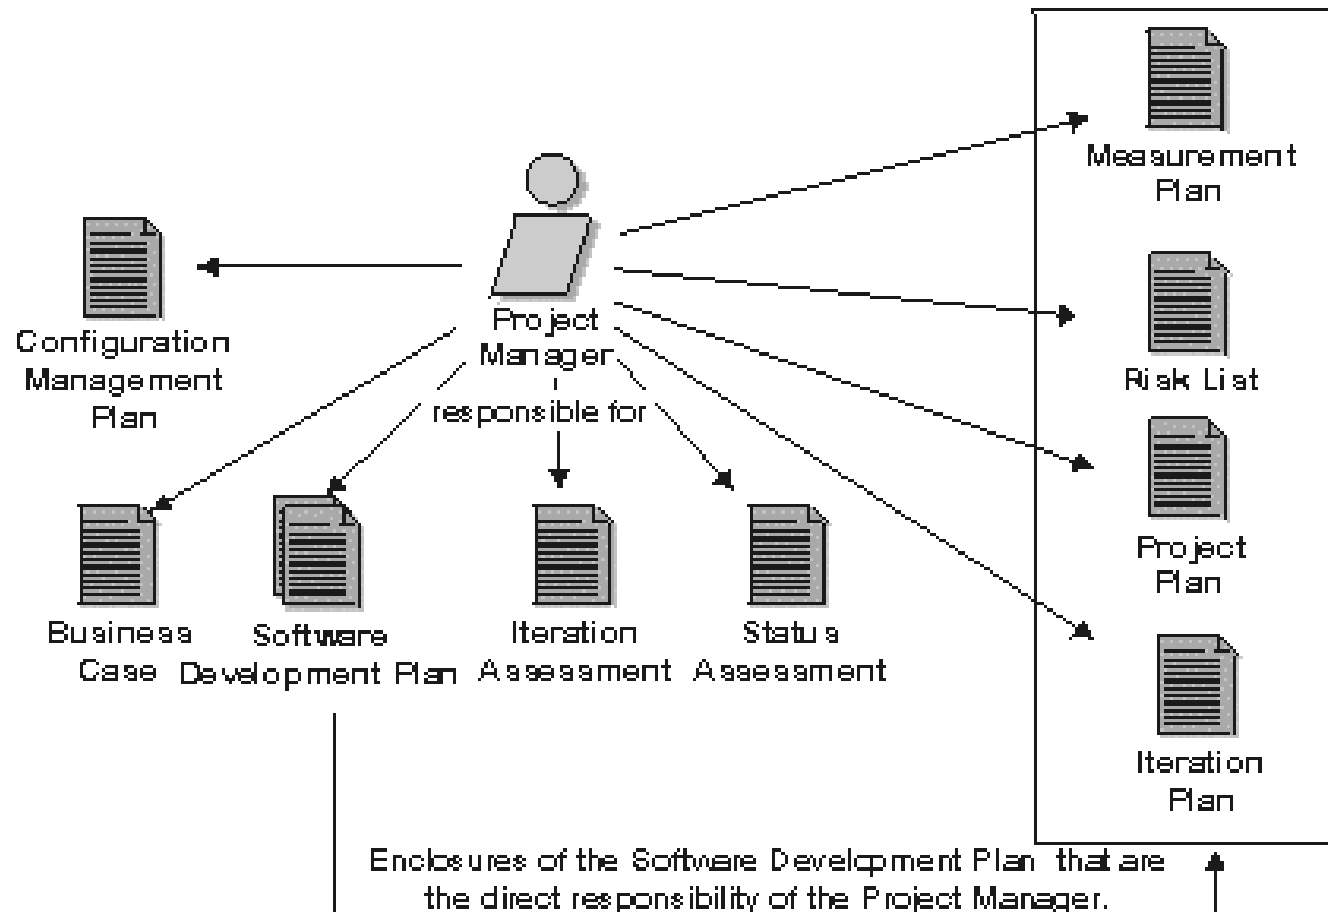 Measurement
Plan
Project
Manager
responsible for
Configuration
Management
Plan
Risk List
Project
Plan
Business
Case
Software
Development Plan
Iteration
Assessment
Status
Assessment
Iteration
Plan
Enclosures of the Software Development Plan that are
the direct responsibility of the Project Manager.